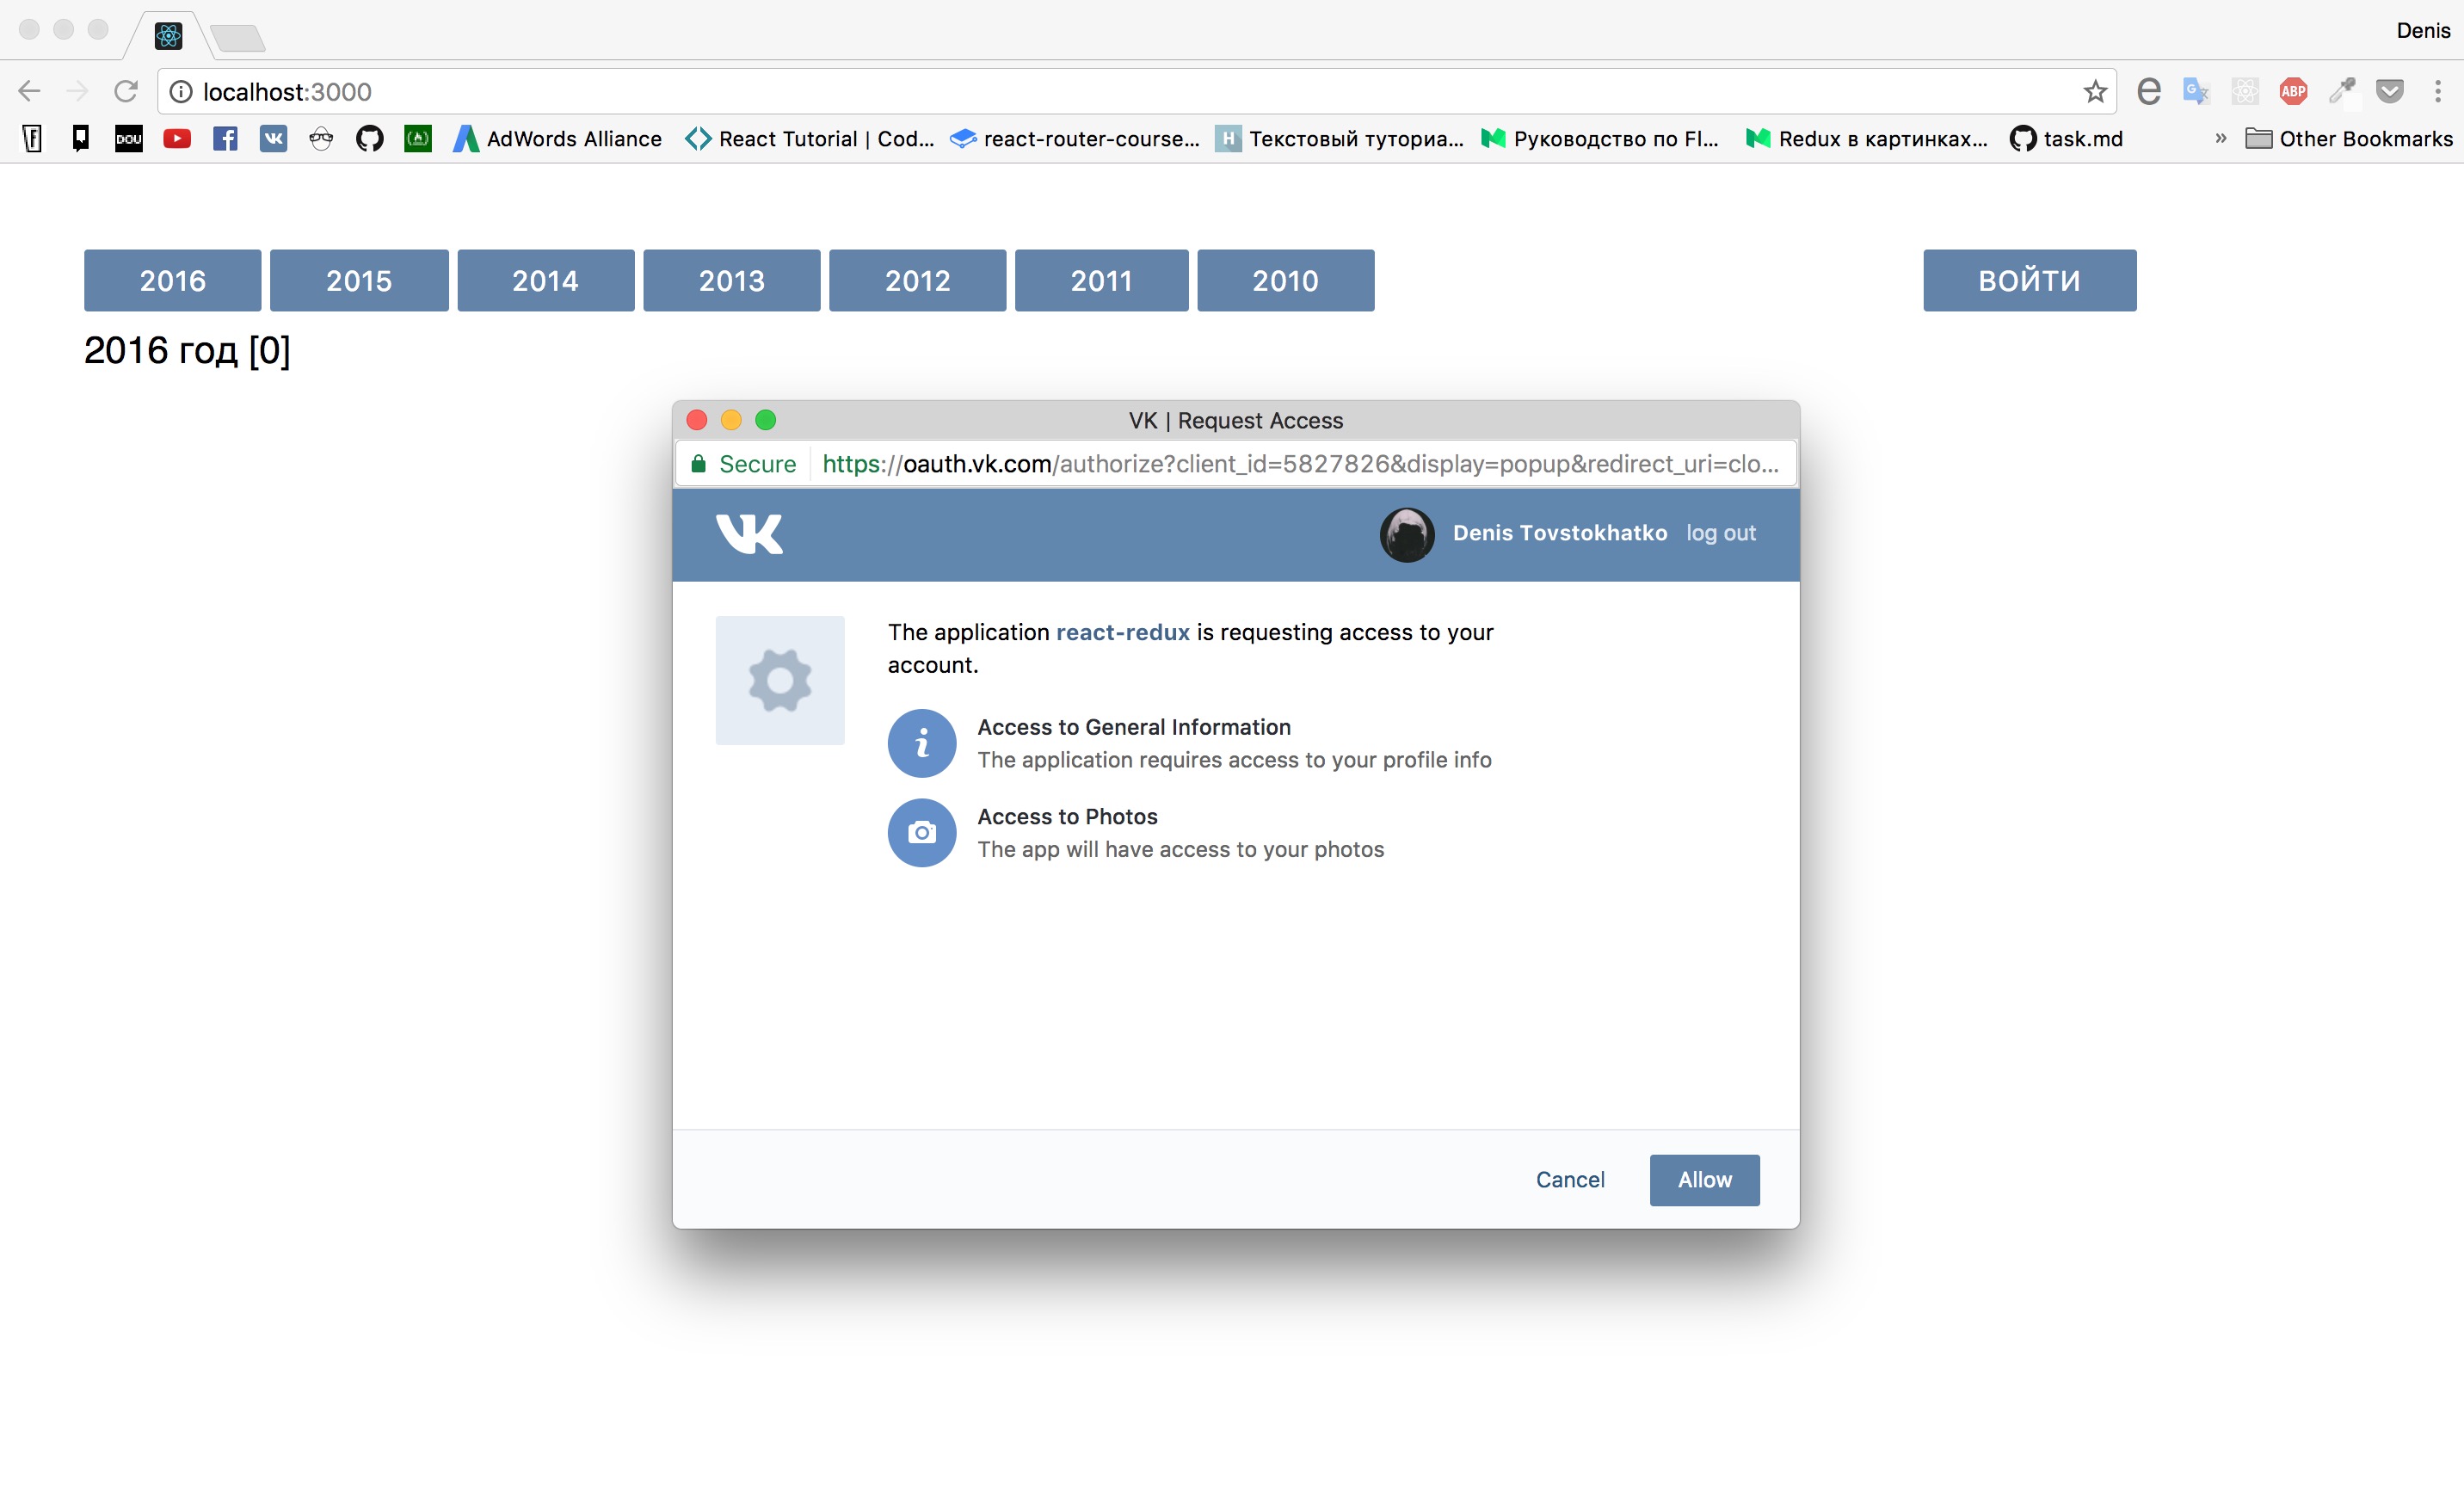 Denis
localhost:3000
DOU VK AdWords Alliance React Tutorial | Cod... react-router-course... H Текстовый туториа... Руководство по Fl... Redux в картинках... task.md » Other Bookmarks
ABP
2016 2015 2014 2013 2012 2011 2010 ВОЙТИ
2016 год [0]
VK | Request Access
Secure https://oauth.vk.com/authorize?client_id=5827826&display=popup&redirect_uri=clo...
VK Denis Tovstokhatko log out
The application react-redux is requesting access to your
account.
Access to General Information
The application requires access to your profile info
Access to Photos
The app will have access to your photos
Cancel Allow